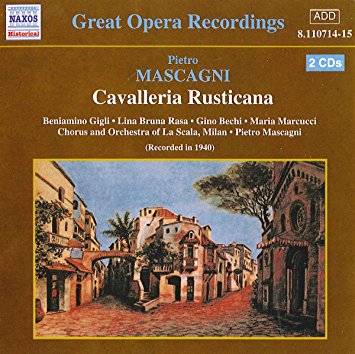 NAXOS
Historical
Great Opera Recordings
ADD
8.110714-15
2 CDs
Pietro
MASCAGNI
Cavalleria Rusticana
Beniamino Gigli • Lina Bruna Rasa • Gino Bechi • Maria Marcucci
Chorus and Orchestra of La Scala, Milan • Pietro Mascagni
(Recorded in 1940)